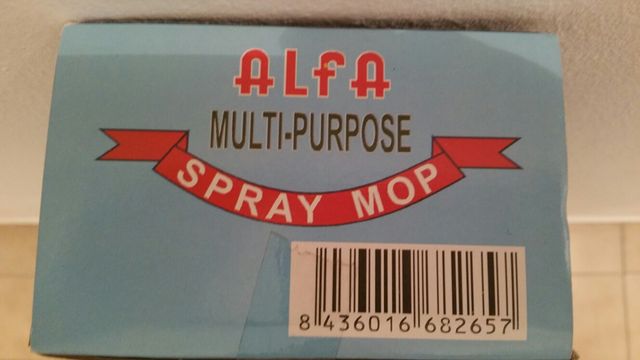 ALFA
MULTI-PURPOSE
SPRAY MOP
8 436016 682657